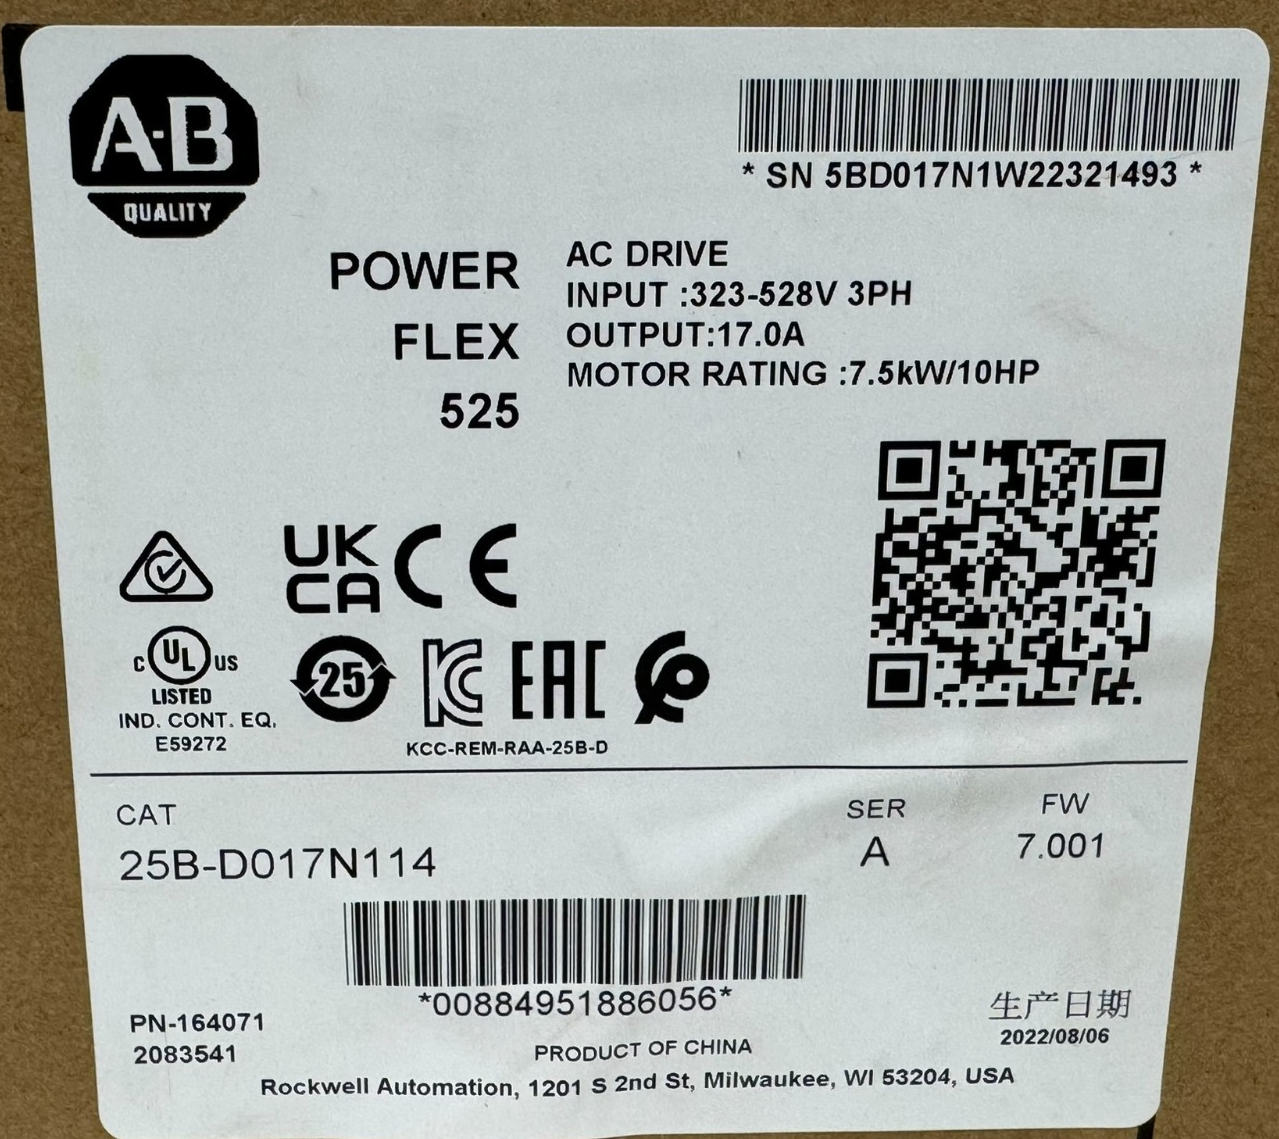 A-B
QUALITY
* SN 5BD017N1W22321493 *
POWER
FLEX
525
AC DRIVE
INPUT :323-528V 3PH
OUTPUT:17.0A
MOTOR RATING :7.5kW/10HP
UK
CA
CE
C UL US
LISTED
IND. CONT. EQ.
E59272
25
KC
EAC
KCC-REM-RAA-25B-D
CAT
25B-D017N114
SER
A
FW
7.001
*00884951886056*
PN-164071
2083541
生产日期
2022/08/06
PRODUCT OF CHINA
Rockwell Automation, 1201 S 2nd St, Milwaukee, WI 53204, USA